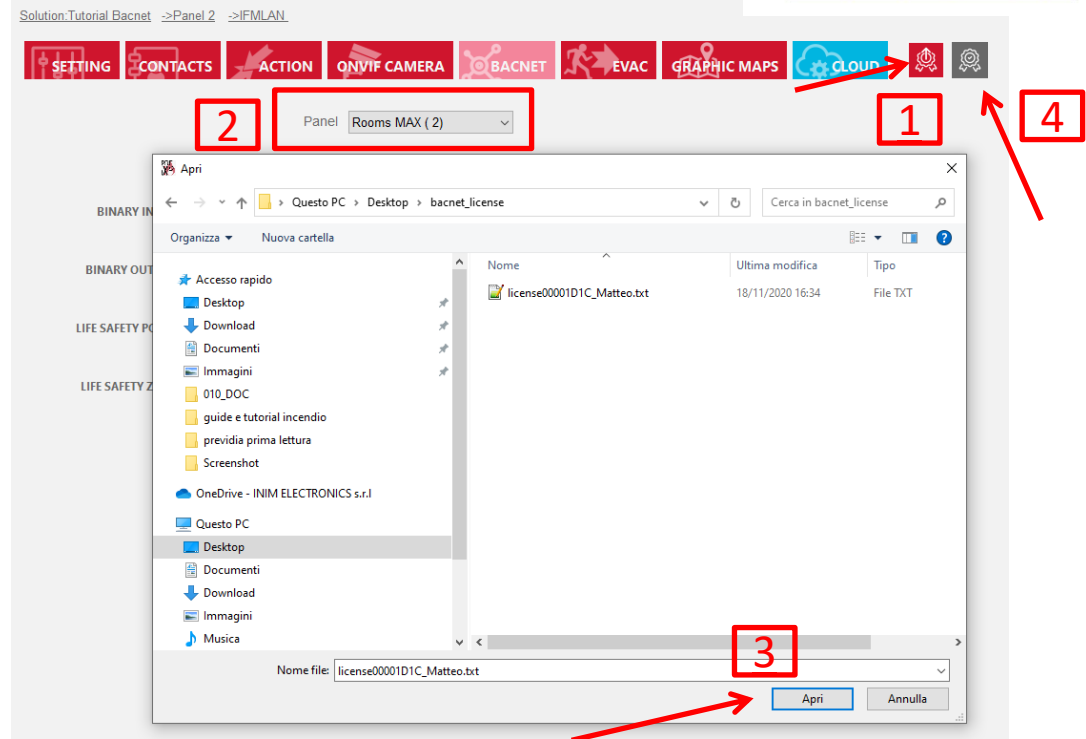 Solution:Tutorial Bacnet ->Panel 2 ->IFMLAN
SETTING CONTACTS ACTION ONVIF CAMERA BACNET EVAC GRAPHIC MAPS CLOUD
1
4
2
Panel Rooms MAX ( 2)
Apri
Questo PC > Desktop > bacnet_license
Cerca in bacnet_license
Organizza Nuova cartella
Nome Ultima modifica Tipo
license00001D1C_Matteo.txt 18/11/2020 16:34 File TXT
BINARY IN
BINARY OUT
LIFE SAFETY PO
LIFE SAFETY Z
Accesso rapido
Desktop
Download
Documenti
Immagini
010_DOC
guide e tutorial incendio
previdia prima lettura
Screenshot
OneDrive - INIM ELECTRONICS s.r.l
Questo PC
Desktop
Documenti
Download
Immagini
Musica
3
Nome file: license00001D1C_Matteo.txt
Apri Annulla